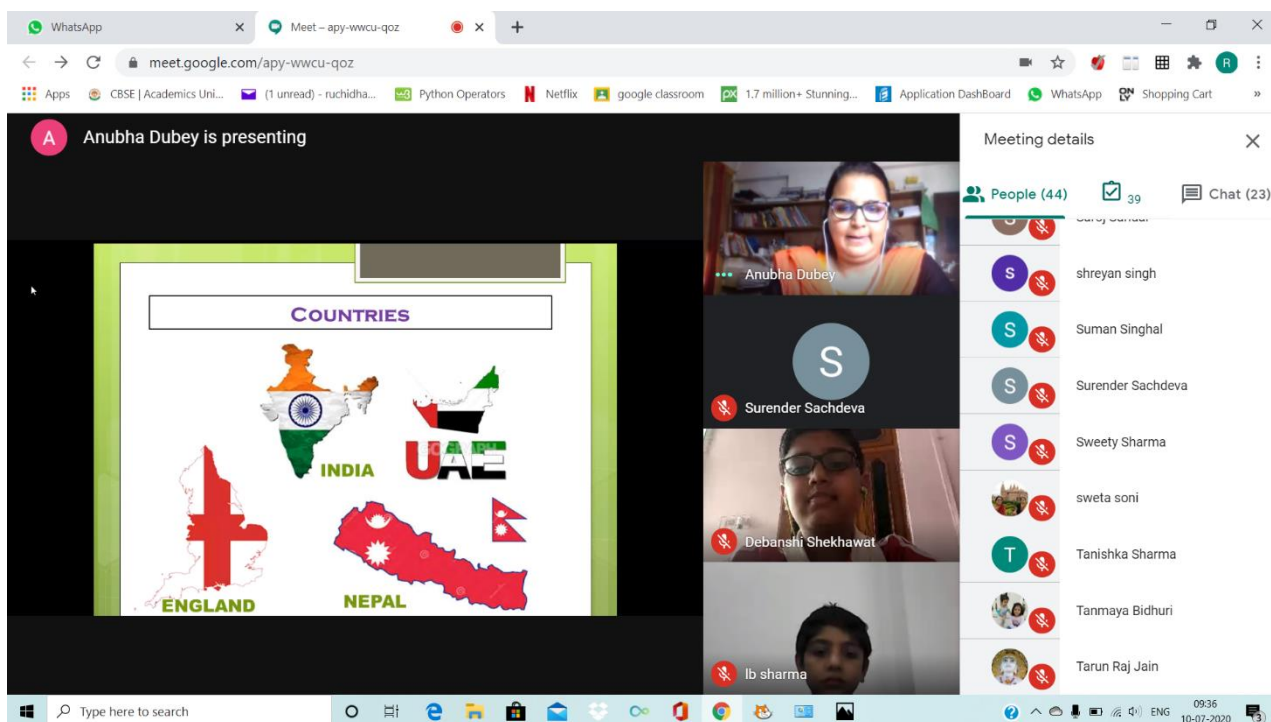 WhatsApp
Meet – apy-wwcu-qoz
meet.google.com/apy-wwcu-qoz
R
Apps
CBSE | Academics Uni...
(1 unread) - ruchidha...
Python Operators
Netflix
google classroom
1.7 million+ Stunning...
Application DashBoard
WhatsApp
ONLY
Shopping Cart
»
A
Anubha Dubey is presenting
COUNTRIES
INDIA
UAE
ENGLAND
NEPAL
Anubha Dubey
S
Surender Sachdeva
Debanshi Shekhawat
lb sharma
Meeting details
People (44)
39
Chat (23)
S
shreyan singh
S
Suman Singhal
S
Surender Sachdeva
S
Sweety Sharma
sweta soni
T
Tanishka Sharma
Tanmaya Bidhuri
Tarun Raj Jain
Type here to search
ENG
09:36
10-07-2020
3